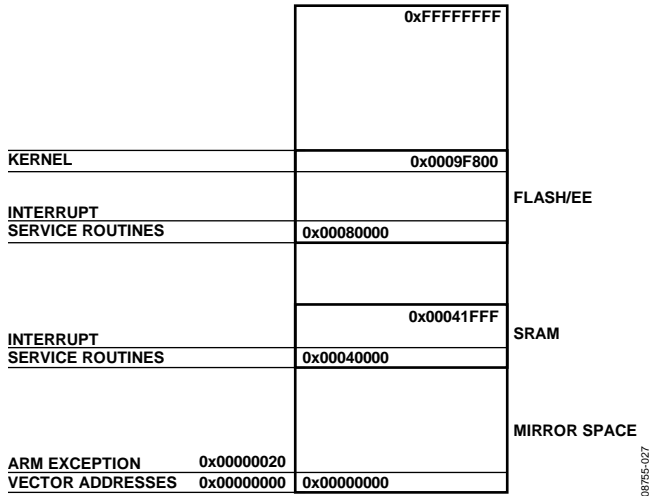 0xFFFFFFFF
KERNEL 0x0009F800
FLASH/EE
INTERRUPT
SERVICE ROUTINES 0x00080000
0x00041FFF
SRAM
INTERRUPT
SERVICE ROUTINES 0x00040000
MIRROR SPACE
ARM EXCEPTION 0x00000020
VECTOR ADDRESSES 0x00000000 0x00000000
08755-027